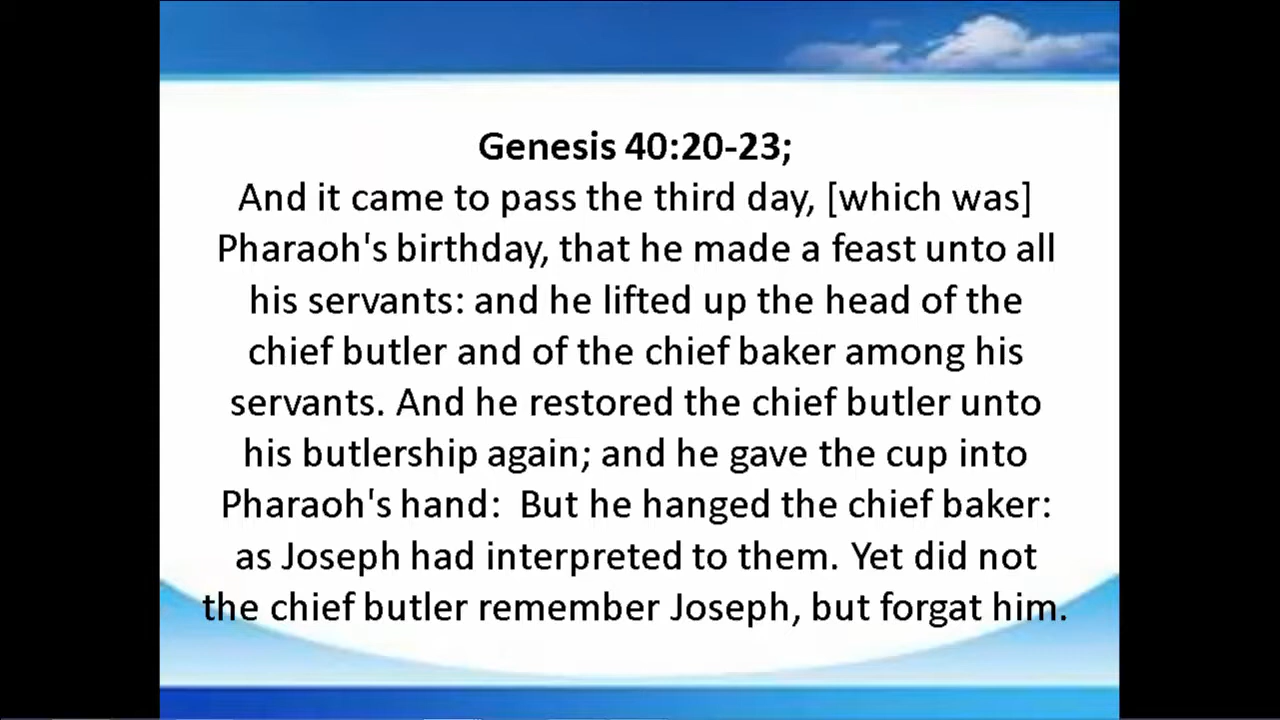 Genesis 40:20-23;
And it came to pass the third day, [which was]
Pharaoh's birthday, that he made a feast unto all
his servants: and he lifted up the head of the
chief butler and of the chief baker among his
servants. And he restored the chief butler unto
his butlership again; and he gave the cup into
Pharaoh's hand:  But he hanged the chief baker:
as Joseph had interpreted to them. Yet did not
the chief butler remember Joseph, but forgat him.